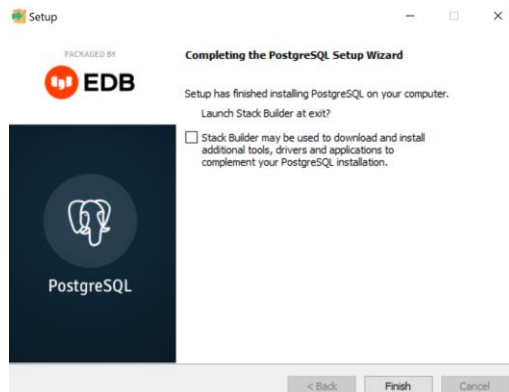 Setup
PACKAGED BY
EDB
Completing the PostgreSQL Setup Wizard
Setup has finished installing PostgreSQL on your computer.
Launch Stack Builder at exit?
Stack Builder may be used to download and install
additional tools, drivers and applications to
complement your PostgreSQL installation.
PostgreSQL
< Back
Finish
Cancel